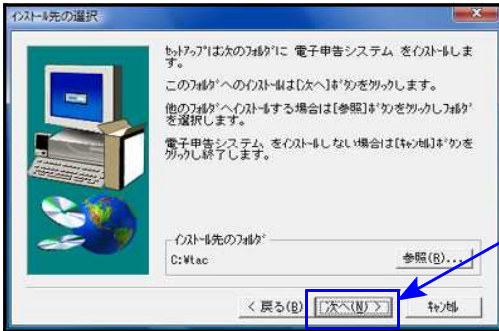 インストール先の選択
セットアップは次のフォルダに 電子申告システム をインストールしま
す。
このフォルダへのインストールは[次へ]ボタンをクリックします。
他のフォルダへインストールする場合は[参照]ボタンをクリックしフォルダ
を選択します。
電子申告システム をインストールしない場合は[キャンセル]ボタンを
クリックし終了します。
インストール先のフォルダ
C:¥tac
参照(R)...
< 戻る(B)
次へ(N) >
キャンセル